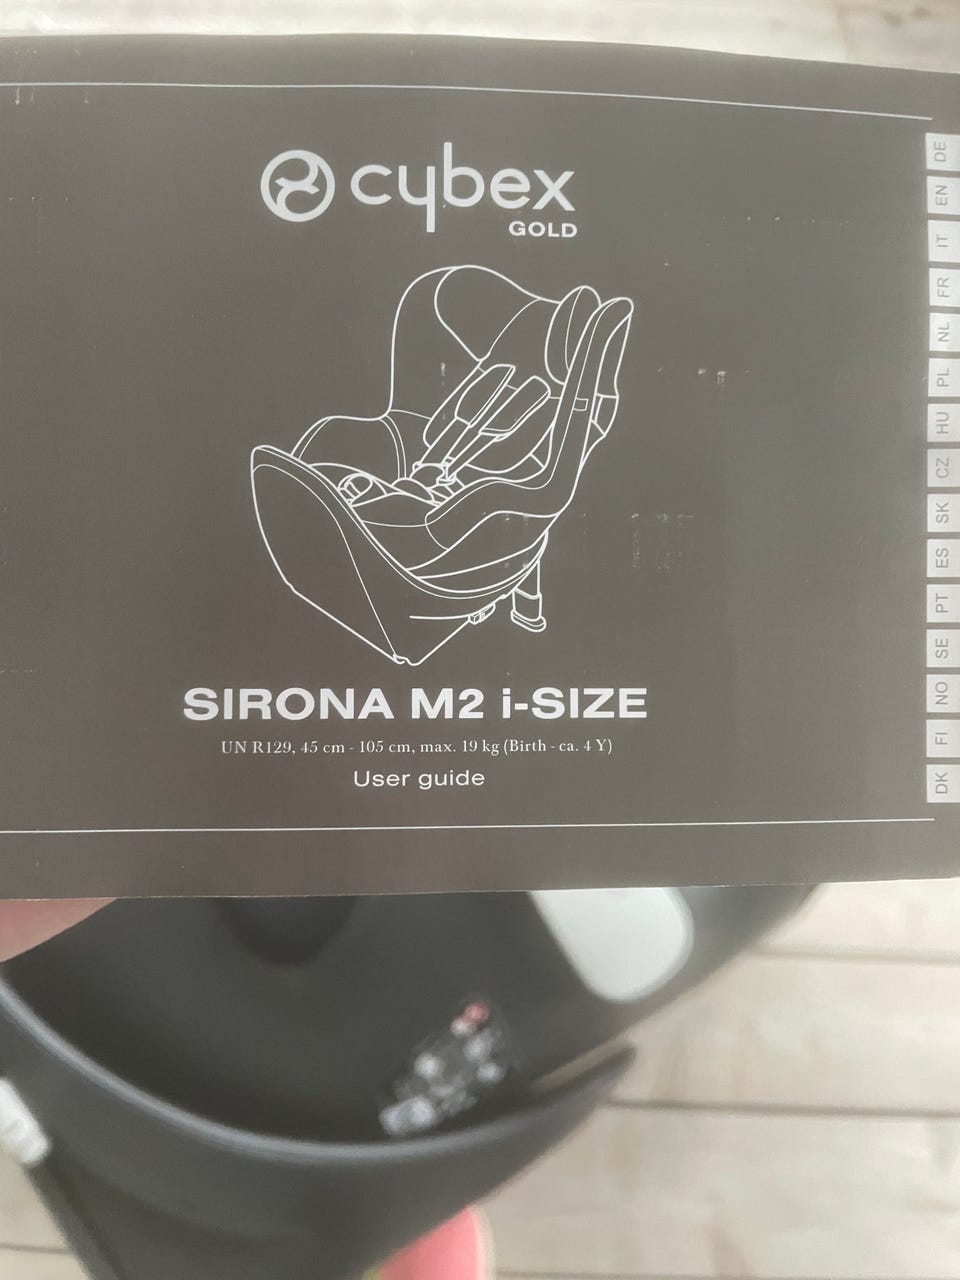 cybex
GOLD
SIRONA M2 i-SIZE
UN R129, 45 cm - 105 cm, max. 19 kg (Birth - ca. 4 Y)
User guide
DE
EN
IT
FR
NL
PL
HU
CZ
SK
ES
PT
SE
NO
FI
DK